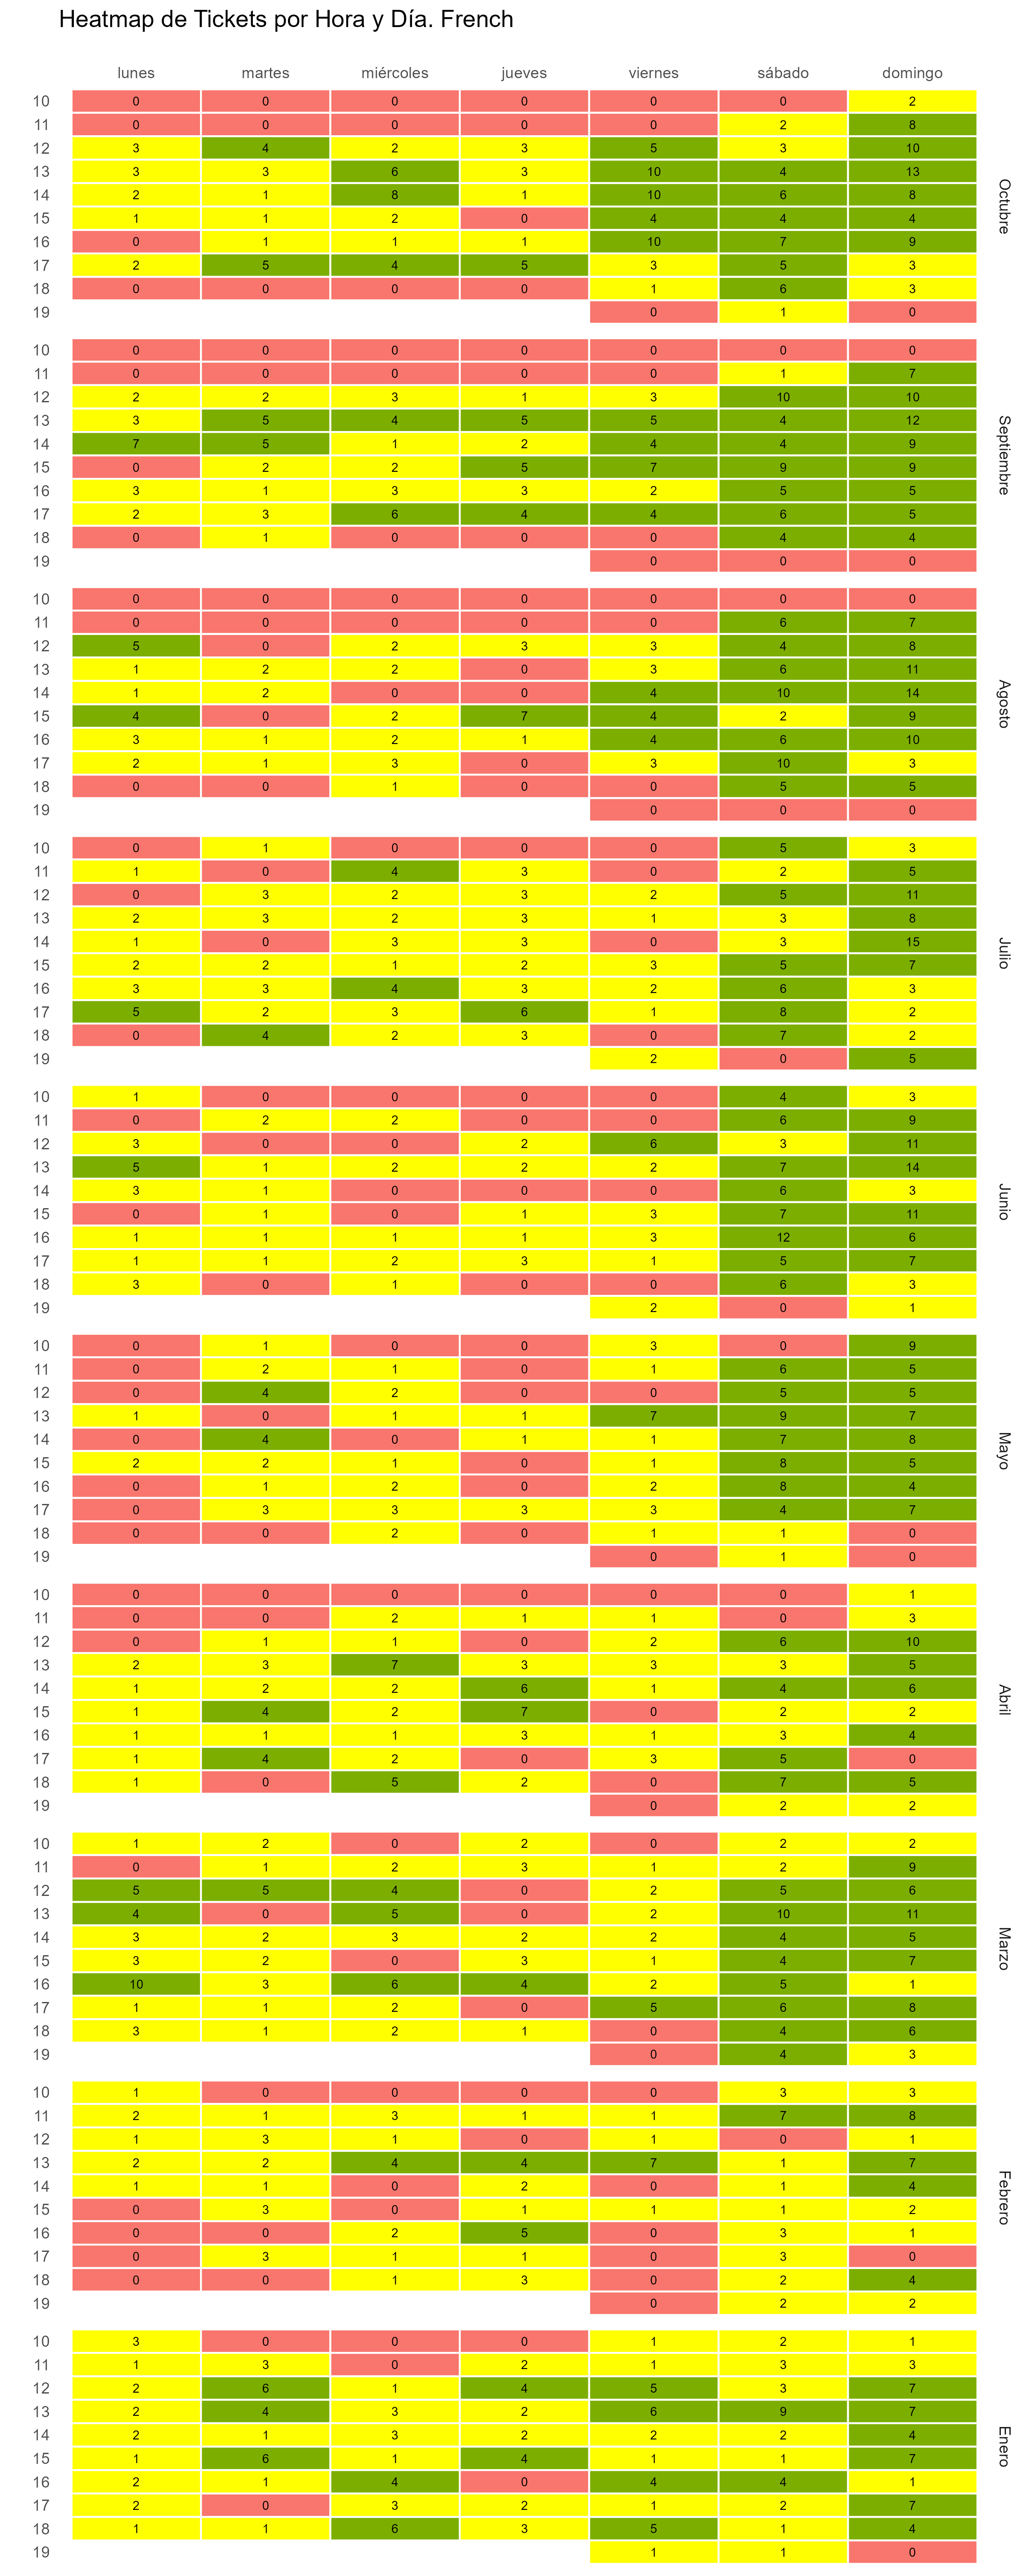 Heatmap de Tickets por Hora y Día. French
lunes martes miércoles jueves viernes sábado domingo
10 0 0 0 0 0 0 2
11 0 0 0 0 0 2 8
12 3 4 2 3 5 3 10
13 3 3 6 3 10 4 13
14 2 1 8 1 10 6 8
15 1 1 2 0 4 4 4
16 0 1 1 1 10 7 9
17 2 5 4 5 3 5 3
18 0 0 0 0 1 6 3
19 0 1 0
Octubre
10 0 0 0 0 0 0 0
11 0 0 0 0 0 1 7
12 2 2 3 1 3 10 10
13 3 5 4 5 5 4 12
14 7 5 1 2 4 4 9
15 0 2 2 5 7 9 9
16 3 1 3 3 2 5 5
17 2 3 6 4 4 6 5
18 0 1 0 0 0 4 4
19 0 0 0
Septiembre
10 0 0 0 0 0 0 0
11 0 0 0 0 0 6 7
12 5 0 2 3 3 4 8
13 1 2 2 0 3 6 11
14 1 2 0 0 4 10 14
15 4 0 2 7 4 2 9
16 3 1 2 1 4 6 10
17 2 1 3 0 3 10 3
18 0 0 1 0 0 5 5
19 0 0 0
Agosto
10 0 1 0 0 0 5 3
11 1 0 4 3 0 2 5
12 0 3 2 3 2 5 11
13 2 3 2 3 1 3 8
14 1 0 3 3 0 3 15
15 2 2 1 2 3 5 7
16 3 3 4 3 2 6 3
17 5 2 3 6 1 8 2
18 0 4 2 3 0 7 2
19 2 0 5
Julio
10 1 0 0 0 0 4 3
11 0 2 2 0 0 6 9
12 3 0 0 2 6 3 11
13 5 1 2 2 2 7 14
14 3 1 0 0 0 6 3
15 0 1 0 1 3 7 11
16 1 1 1 1 3 12 6
17 1 1 2 3 1 5 7
18 3 0 1 0 0 6 3
19 2 0 1
Junio
10 0 1 0 0 3 0 9
11 0 2 1 0 1 6 5
12 0 4 2 0 0 5 5
13 1 0 1 1 7 9 7
14 0 4 0 1 1 7 8
15 2 2 1 0 1 8 5
16 0 1 2 0 2 8 4
17 0 3 3 3 3 4 7
18 0 0 2 0 1 1 0
19 0 1 0
Mayo
10 0 0 0 0 0 0 1
11 0 0 2 1 1 0 3
12 0 1 1 0 2 6 10
13 2 3 7 3 3 3 5
14 1 2 2 6 1 4 6
15 1 4 2 7 0 2 2
16 1 1 1 3 1 3 4
17 1 4 2 0 3 5 0
18 1 0 5 2 0 7 5
19 0 2 2
Abril
10 1 2 0 2 0 2 2
11 0 1 2 3 1 2 9
12 5 5 4 0 2 5 6
13 4 0 5 0 2 10 11
14 3 2 3 2 2 4 5
15 3 2 0 3 1 4 7
16 10 3 6 4 2 5 1
17 1 1 2 0 5 6 8
18 3 1 2 1 0 4 6
19 0 4 3
Marzo
10 1 0 0 0 0 3 3
11 2 1 3 1 1 7 8
12 1 3 1 0 1 0 1
13 2 2 4 4 7 1 7
14 1 1 0 2 0 1 4
15 0 3 0 1 1 1 2
16 0 0 2 5 0 3 1
17 0 3 1 1 0 3 0
18 0 0 1 3 0 2 4
19 0 2 2
Febrero
10 3 0 0 0 1 2 1
11 1 3 0 2 1 3 3
12 2 6 1 4 5 3 7
13 2 4 3 2 6 9 7
14 2 1 3 2 2 2 4
15 1 6 1 4 1 1 7
16 2 1 4 0 4 4 1
17 2 0 3 2 1 2 7
18 1 1 6 3 5 1 4
19 1 1 0
Enero